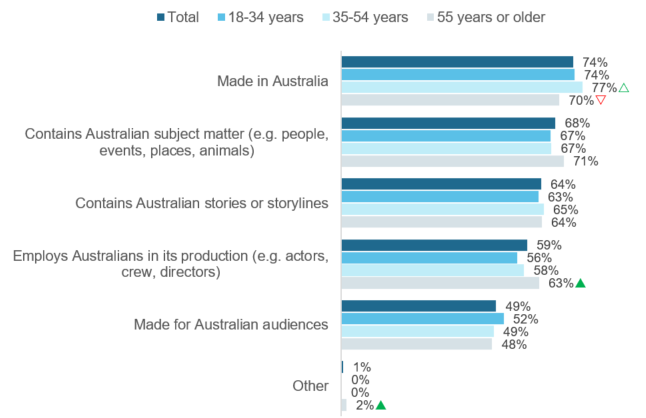 Total 18-34 years 35-54 years 55 years or older
Made in Australia
74%
74%
77%
70%
Contains Australian subject matter (e.g. people,
events, places, animals)
68%
67%
67%
71%
Contains Australian stories or storylines
64%
63%
65%
64%
Employs Australians in its production (e.g. actors,
crew, directors)
59%
56%
58%
63%
Made for Australian audiences
49%
52%
49%
48%
Other
1%
0%
0%
2%